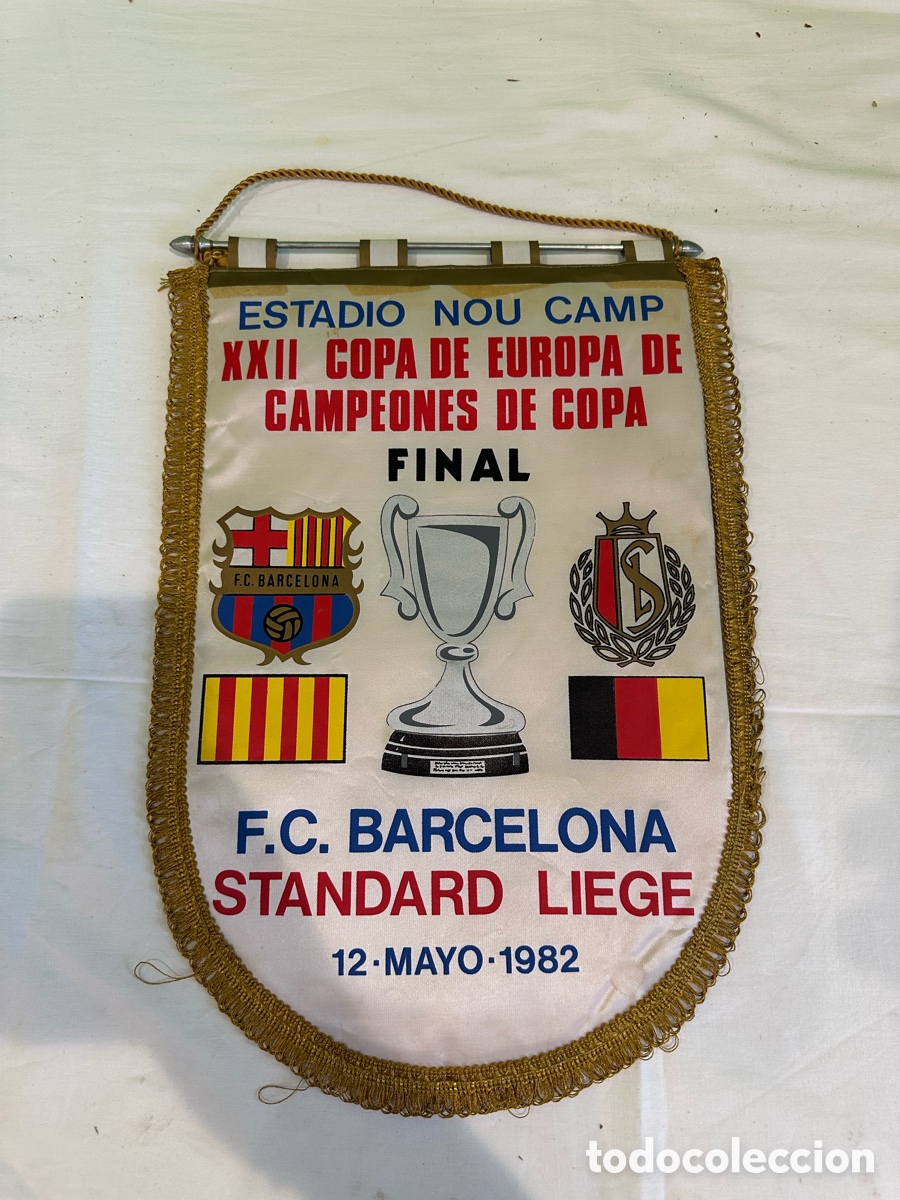 ESTADIO NOU CAMP
XXII COPA DE EUROPA DE
CAMPEONES DE COPA
FINAL
F.C. BARCELONA
F.C. BARCELONA
STANDARD LIEGE
12·MAYO·1982
todocoleccion